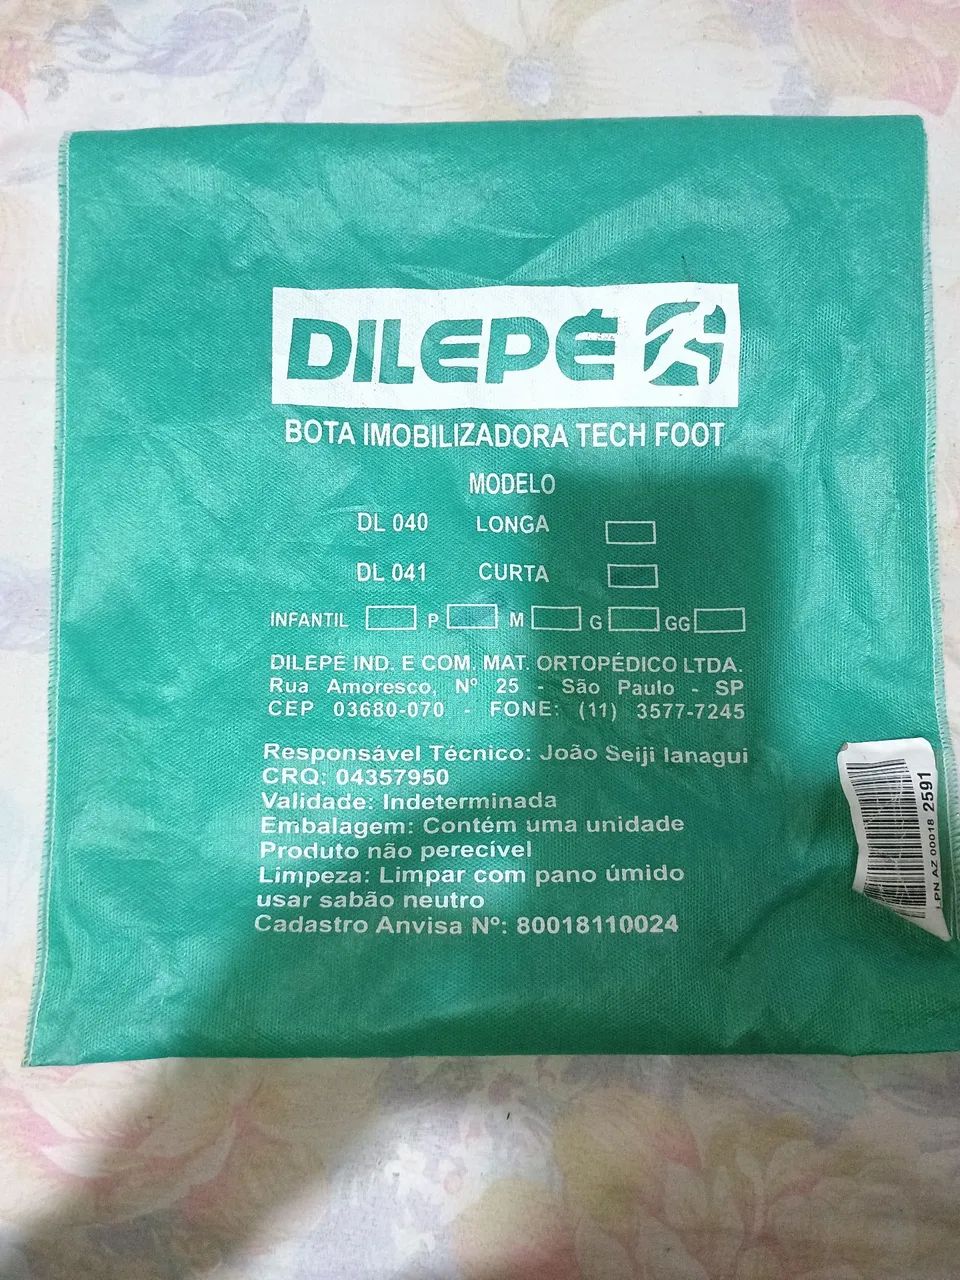 DILEPÉ
BOTA IMOBILIZADORA TECH FOOT
MODELO
DL 040 LONGA
DL 041 CURTA
INFANTIL P M G GG
DILEPÉ IND. E COM. MAT. ORTOPÉDICO LTDA.
Rua Amoresco, Nº 25 - São Paulo - SP
CEP 03680-070 - FONE: (11) 3577-7245
Responsável Técnico: João Seiji Ianagui
CRQ: 04357950
Validade: Indeterminada
Embalagem: Contém uma unidade
Produto não perecível
Limpeza: Limpar com pano úmido
usar sabão neutro
Cadastro Anvisa Nº: 80018110024
LPN AZ 00018 2591